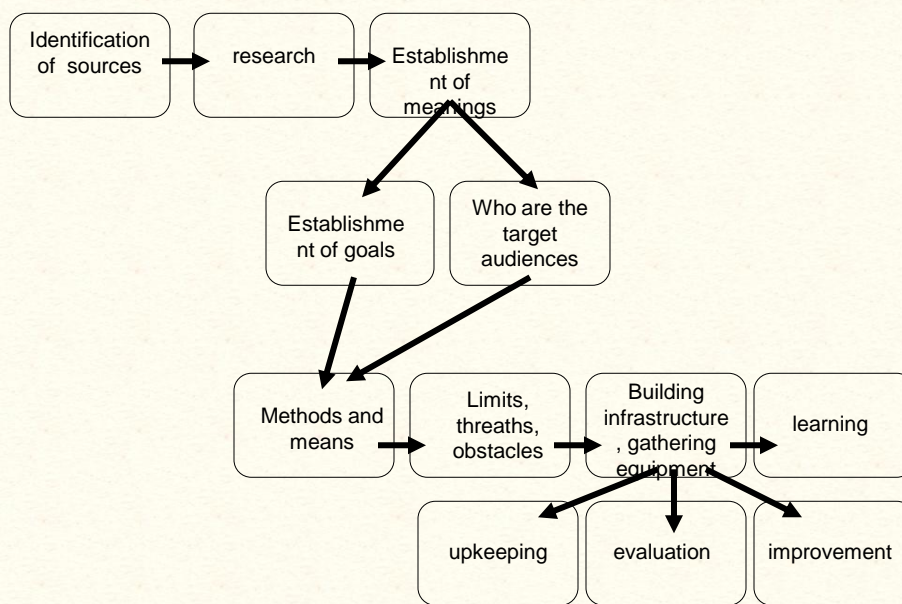 Identification
of sources
research
Establishme
nt of
meanings
Establishme
nt of goals
Who are the
target
audiences
Methods and
means
Limits,
threaths,
obstacles
Building
infrastructure
, gathering
equipment
learning
upkeeping
evaluation
improvement